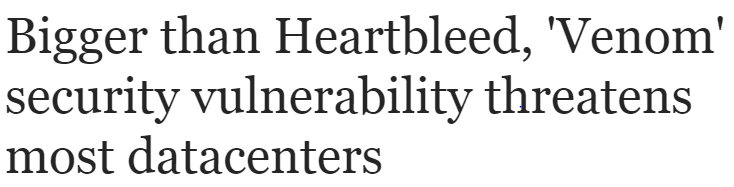 Bigger than Heartbleed, 'Venom'
security vulnerability threatens
most datacenters